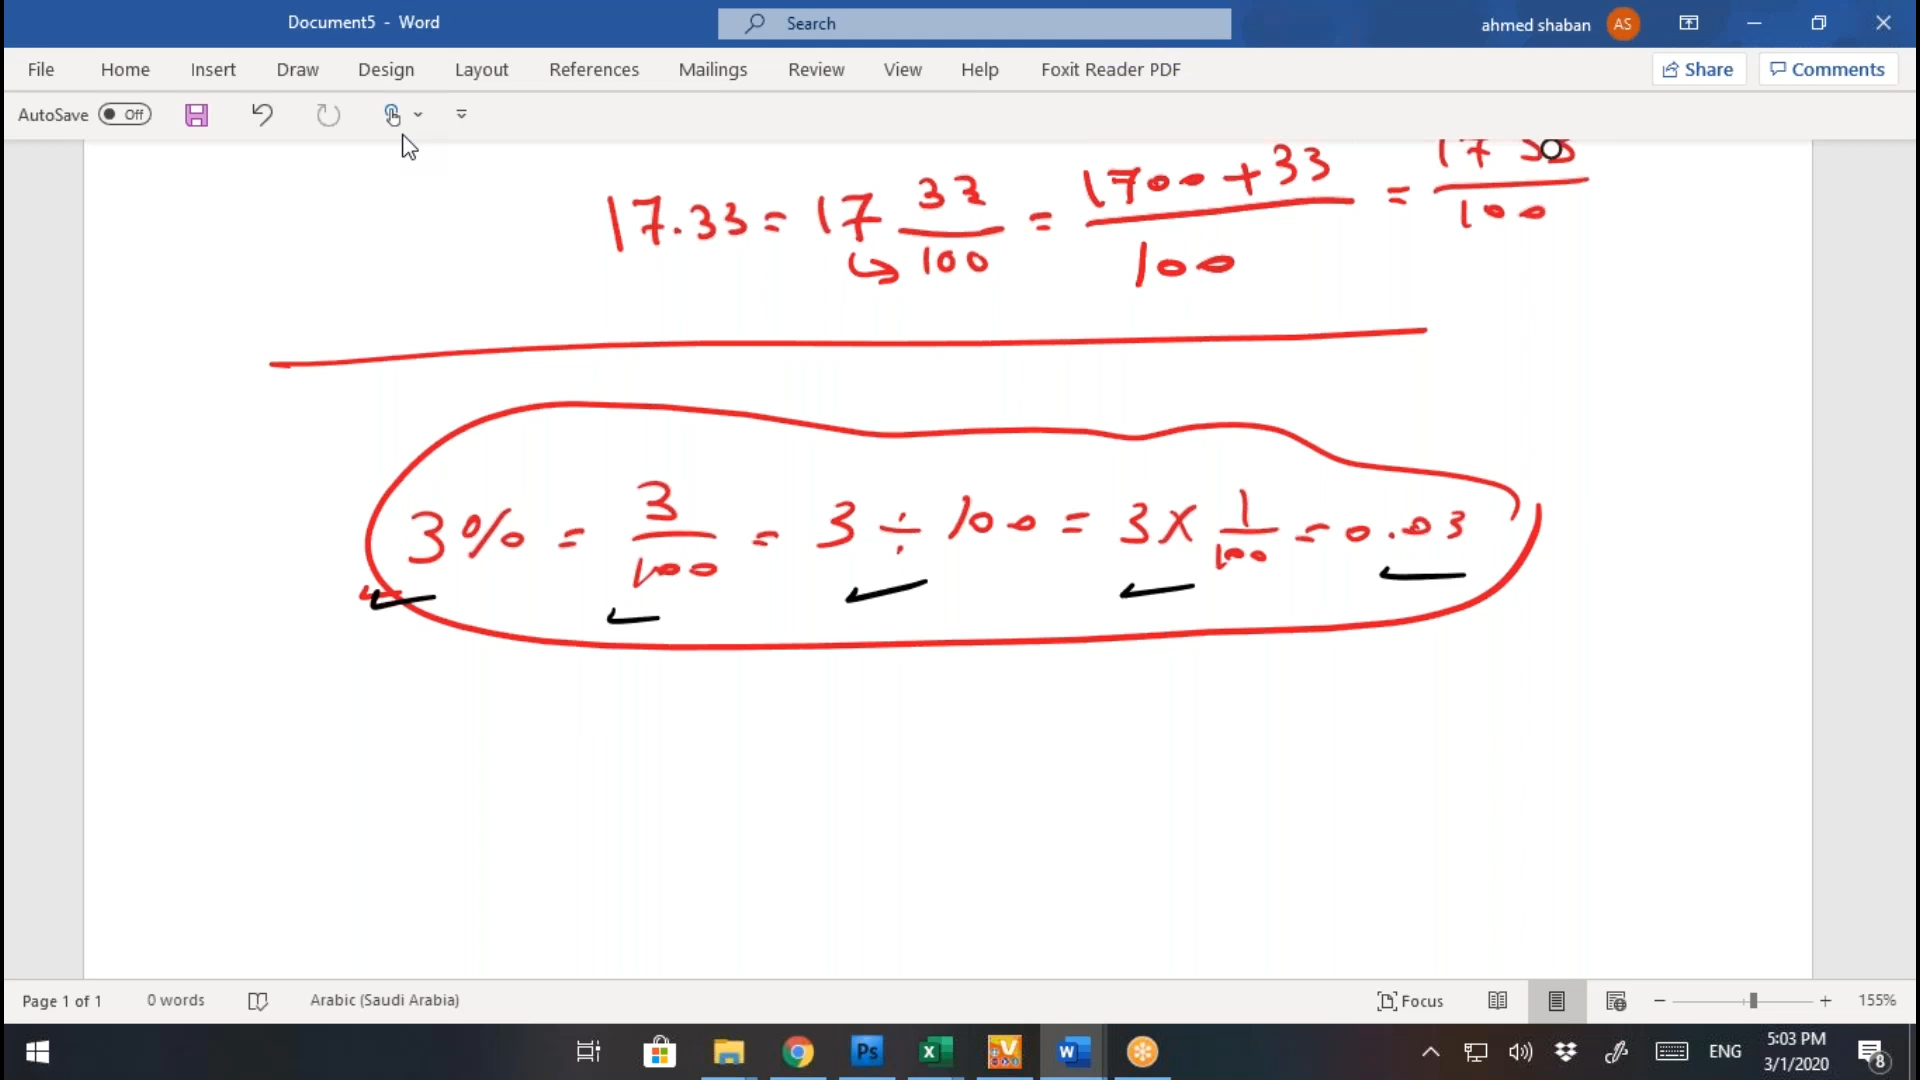 Document5 - Word
Search
ahmed shaban AS
File Home Insert Draw Design Layout References Mailings Review View Help Foxit Reader PDF Share Comments
AutoSave Off
17.33 = 17 33/100 = 1700+33/100 = 1733/100
3% = 3/100 = 3 ÷ 100 = 3 × 1/100 = 0.03
Page 1 of 1 0 words Arabic (Saudi Arabia) Focus − + 155%
Ps X V W ENG 5:03 PM
3/1/2020 8